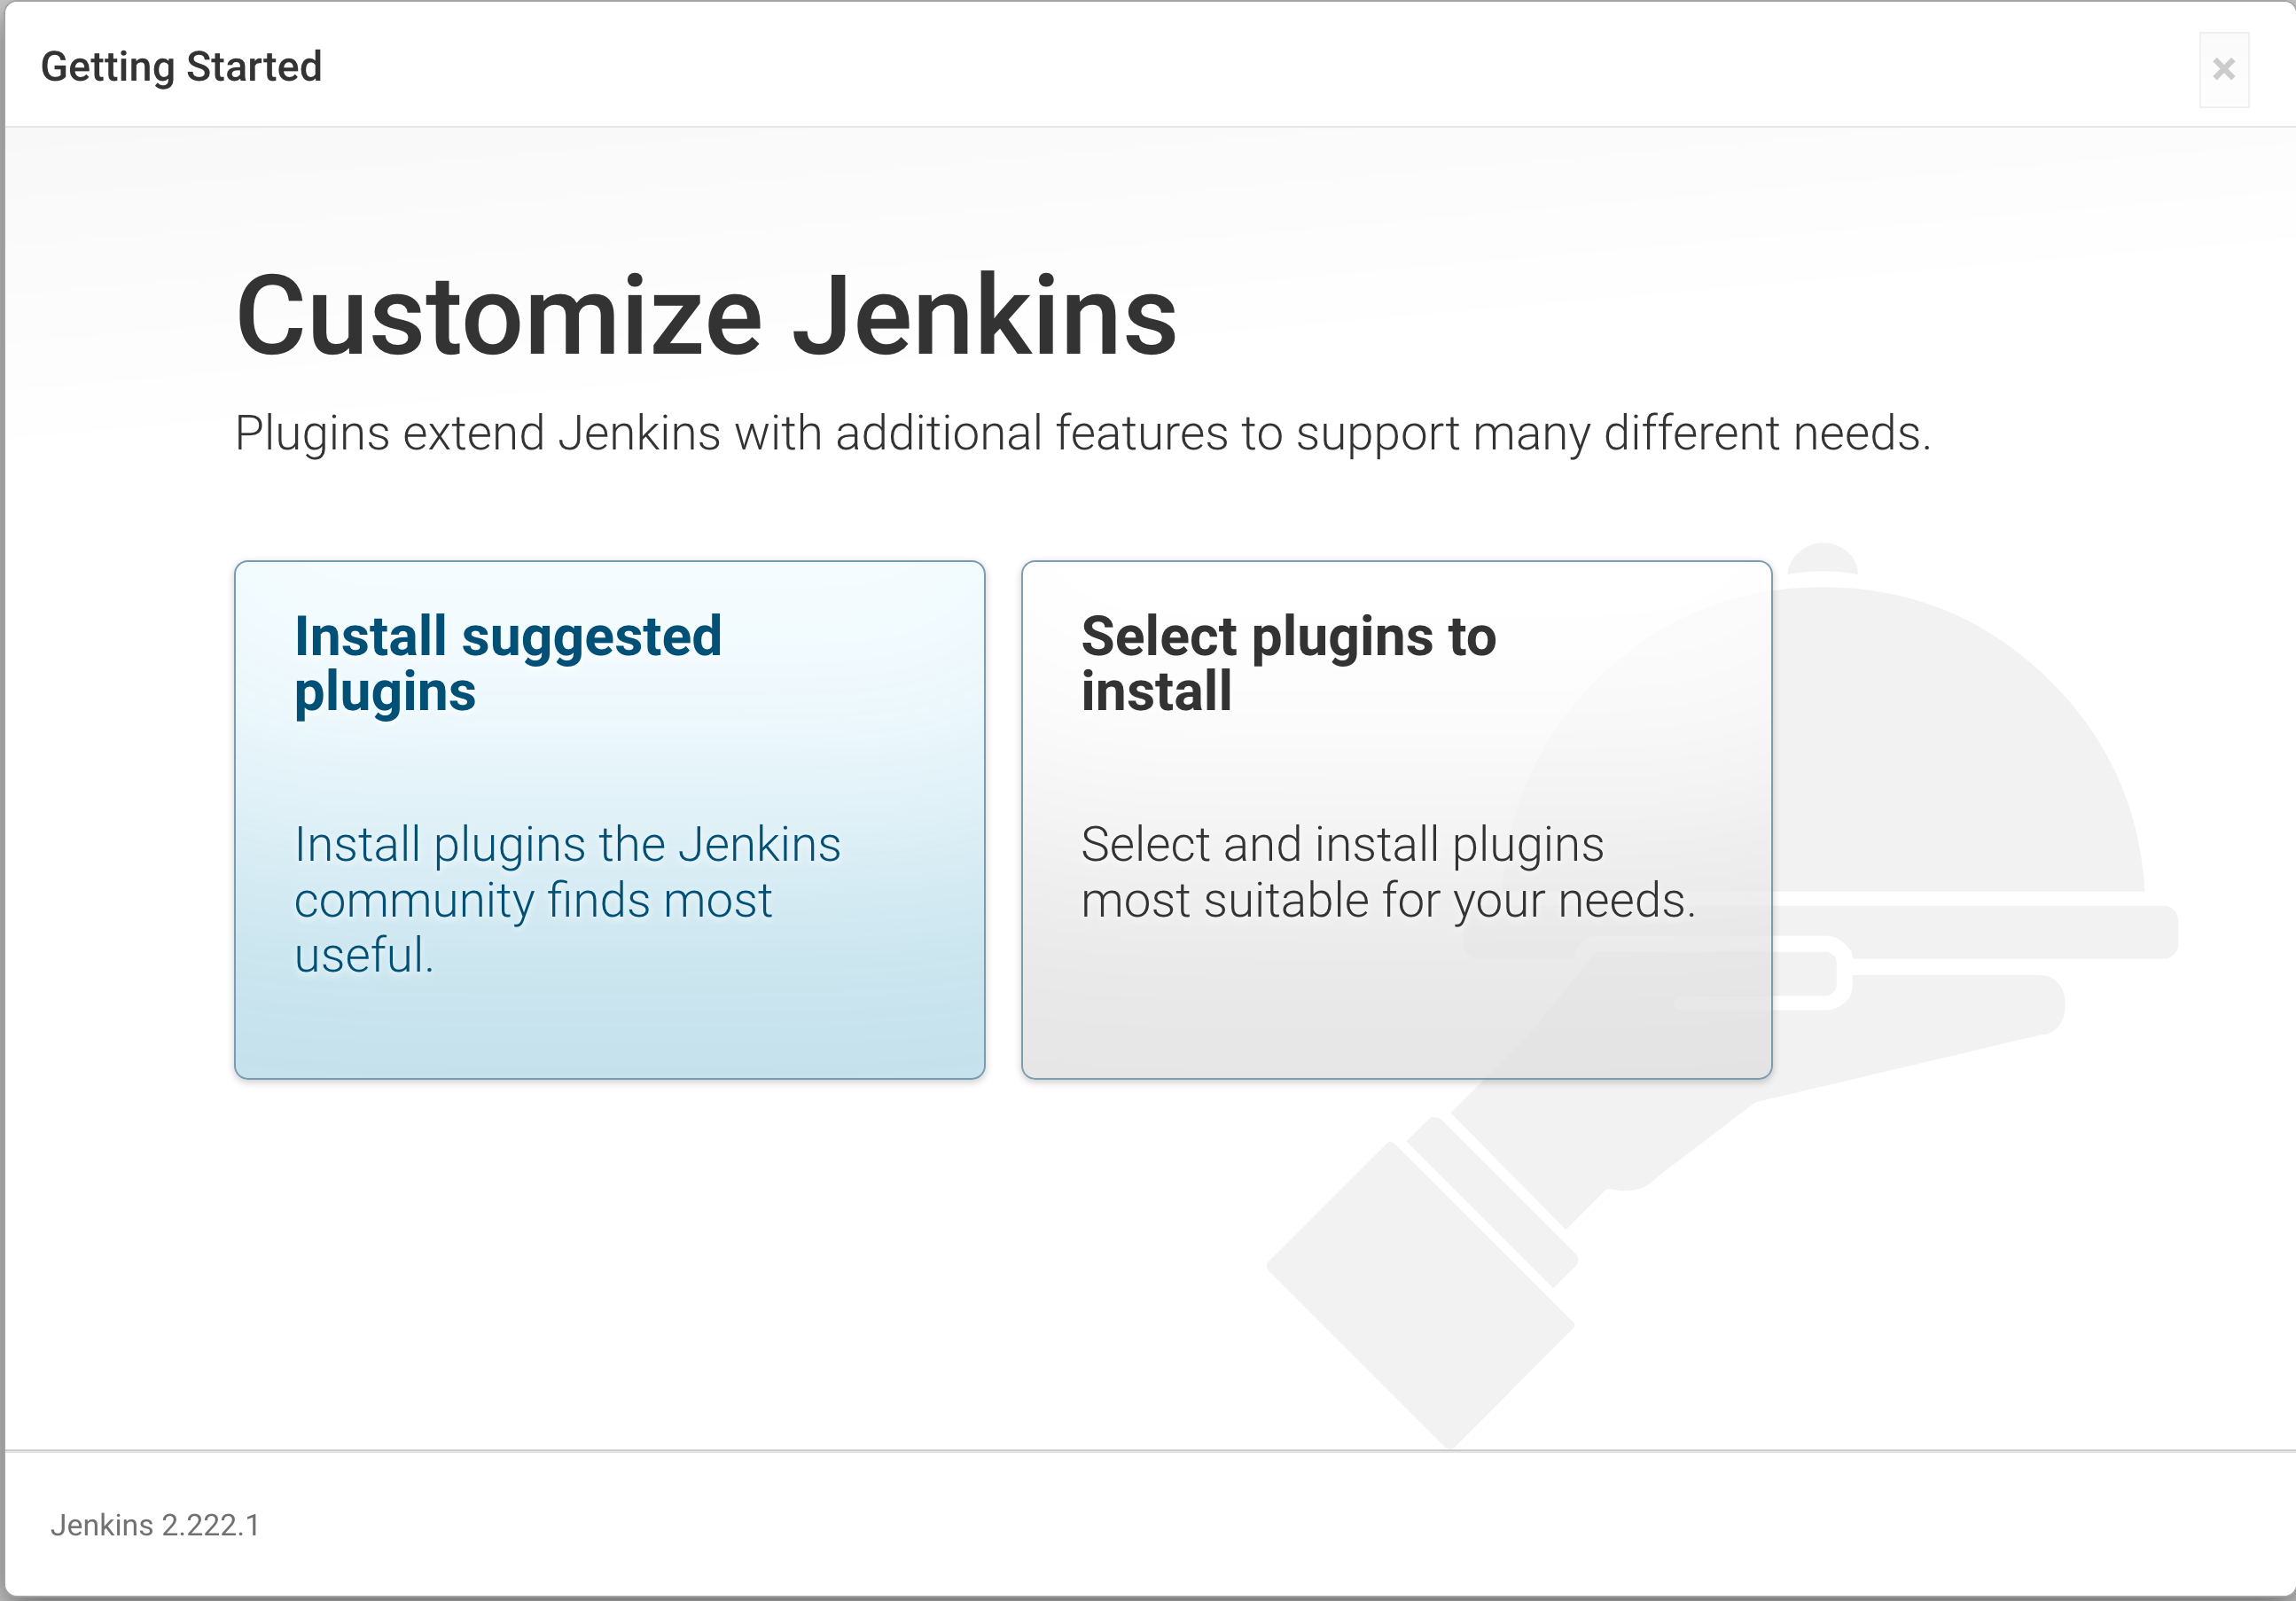 Getting Started
×
Customize Jenkins
Plugins extend Jenkins with additional features to support many different needs.
Install suggested
plugins
Install plugins the Jenkins
community finds most
useful.
Select plugins to
install
Select and install plugins
most suitable for your needs.
Jenkins 2.222.1